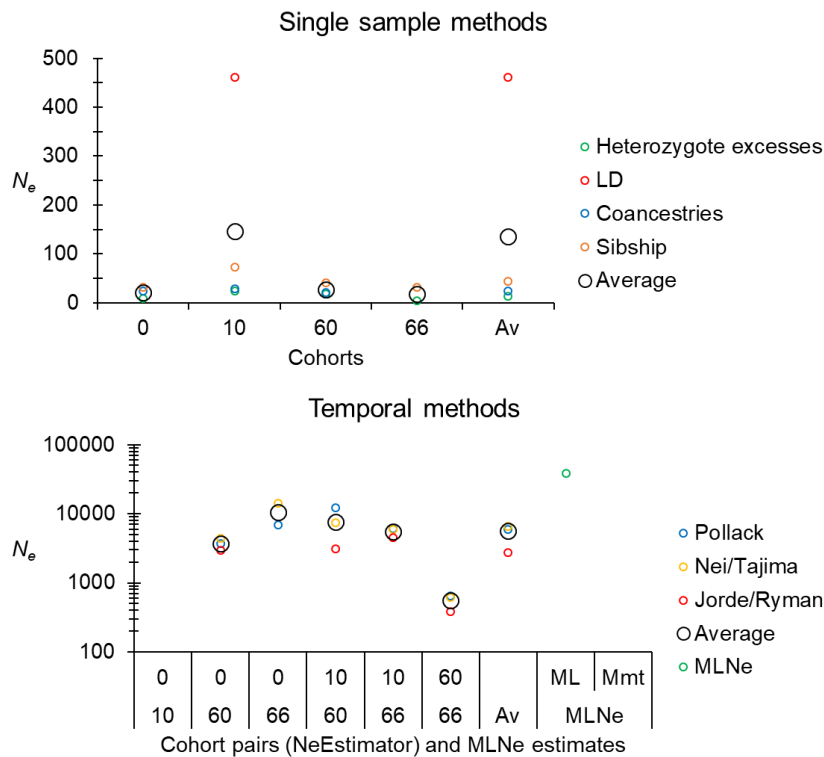 Single sample methods
500
400
300
200
100
0
Ne
0 10 60 66 Av
Cohorts
Heterozygote excesses
LD
Coancestries
Sibship
Average
Temporal methods
100000
10000
1000
100
Ne
Pollack
Nei/Tajima
Jorde/Ryman
Average
MLNe
0 0 0 10 10 60 ML Mmt
10 60 66 60 66 66 Av MLNe
Cohort pairs (NeEstimator) and MLNe estimates